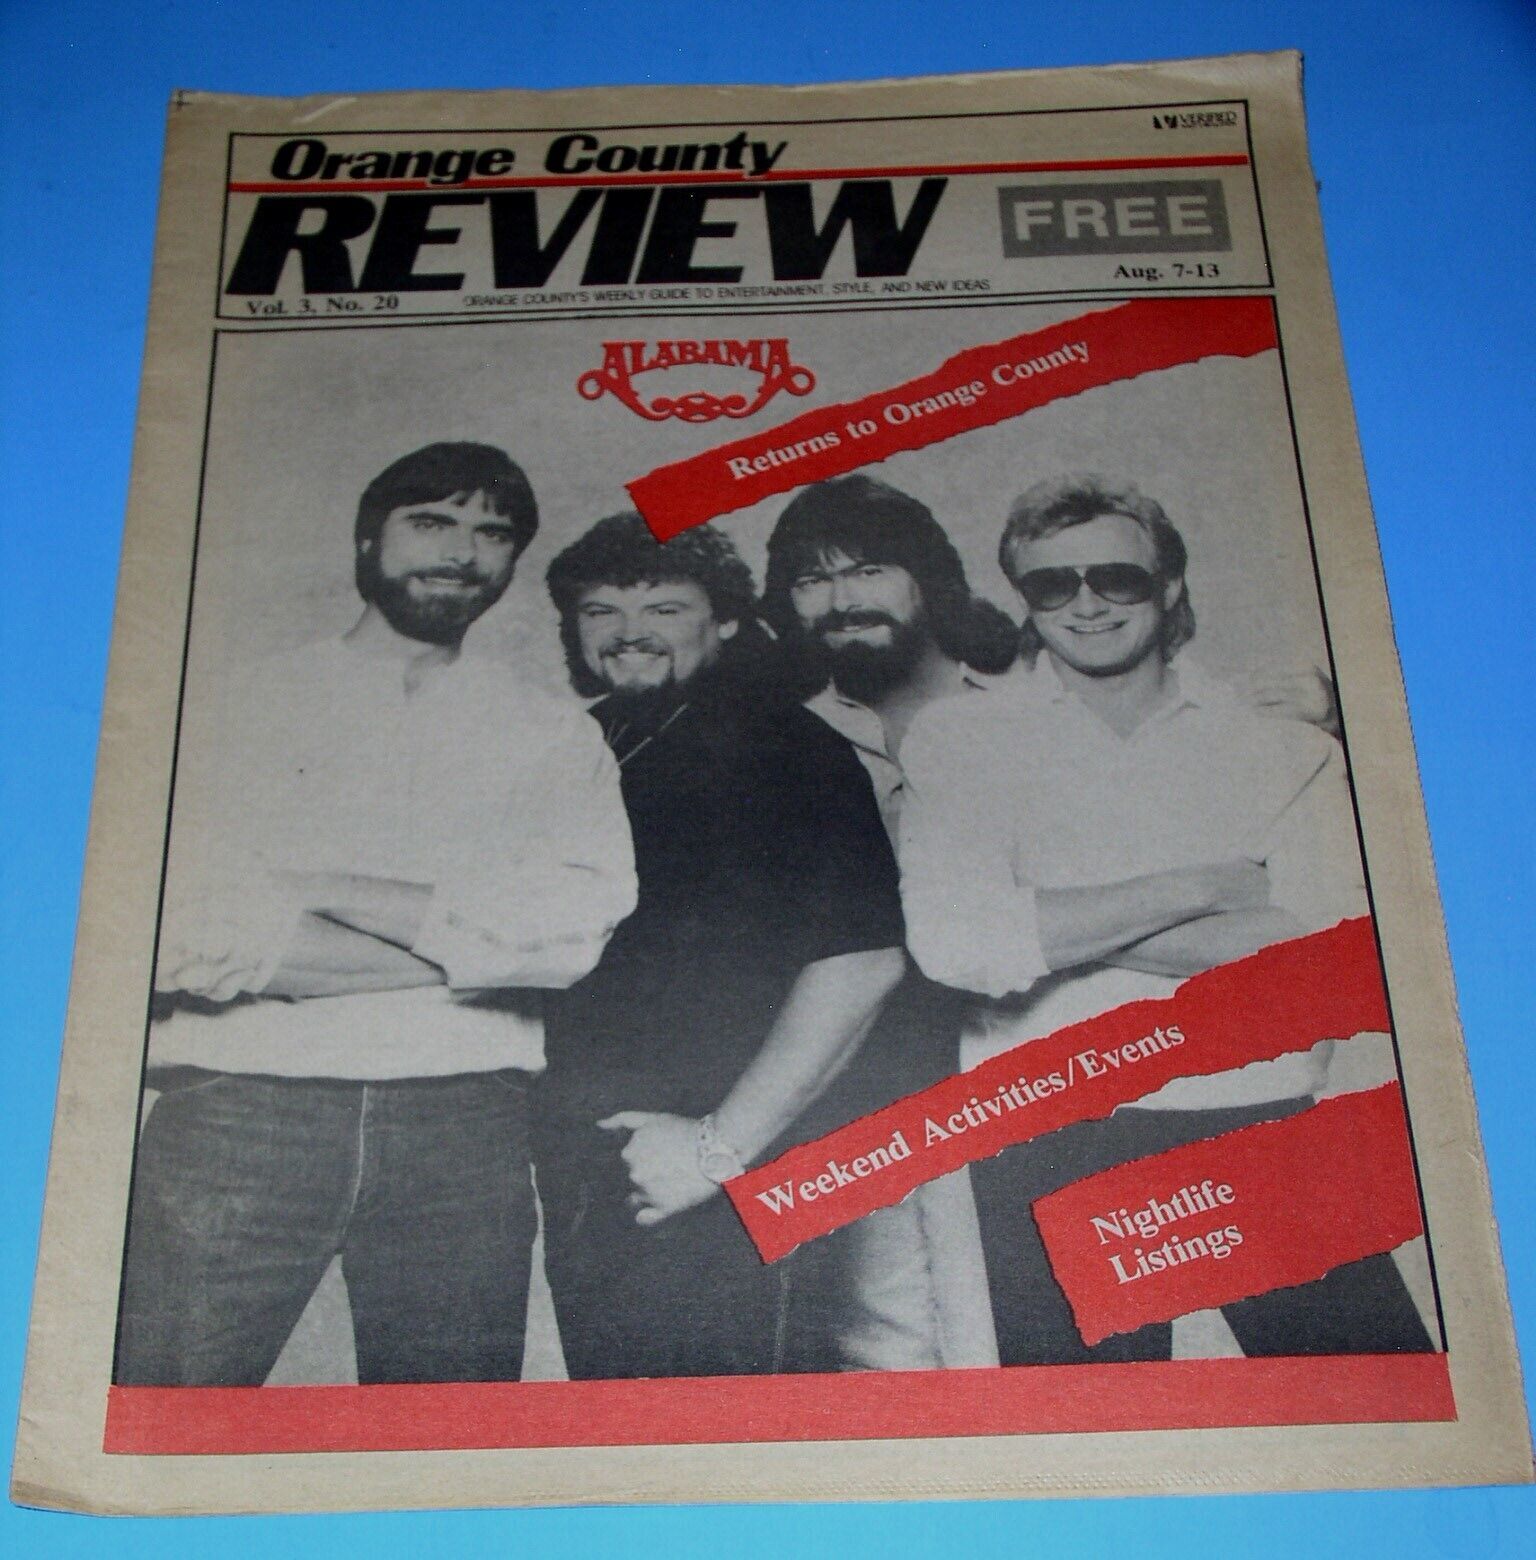 VERIFIED
Orange County
REVIEW
FREE
Vol. 3, No. 20
ORANGE COUNTY'S WEEKLY GUIDE TO ENTERTAINMENT, STYLE, AND NEW IDEAS
Aug. 7-13
ALABAMA
Returns to Orange County
Weekend Activities/Events
Nightlife
Listings